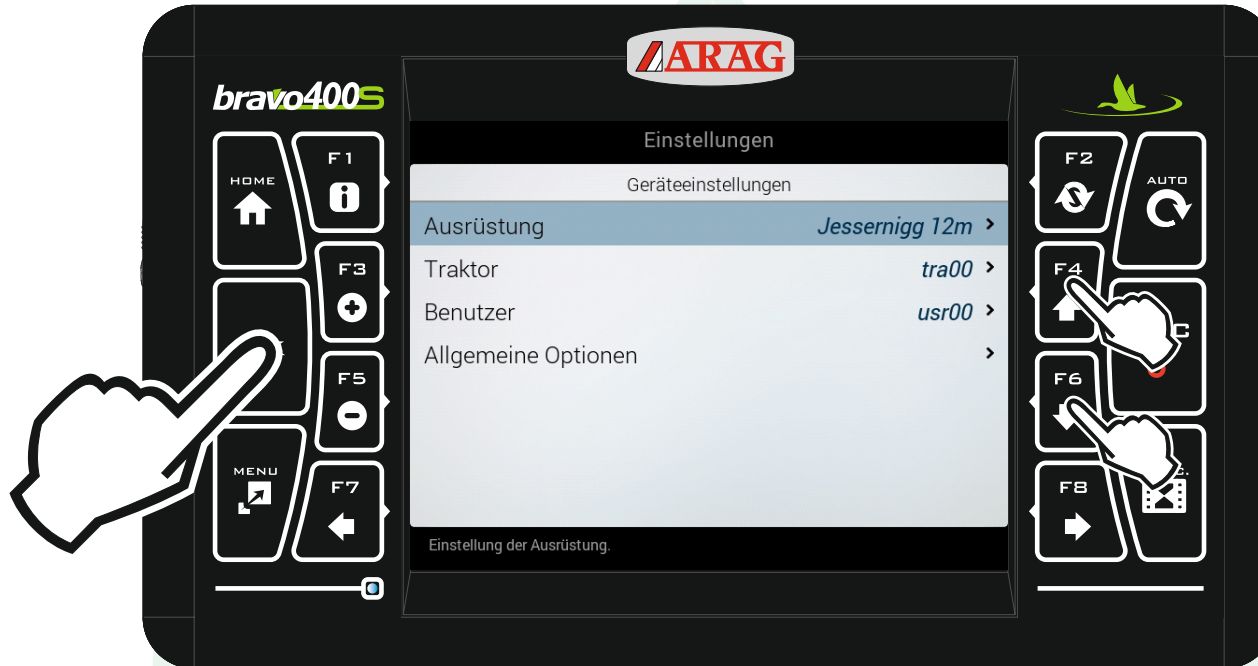 ARAG
bravo400S
Einstellungen
Geräteeinstellungen
Ausrüstung Jessernigg 12m
Traktor tra00
Benutzer usr00
Allgemeine Optionen
Einstellung der Ausrüstung.
HOME
F1
F3
F5
MENU
F7
F2
AUTO
F4
F6
F8